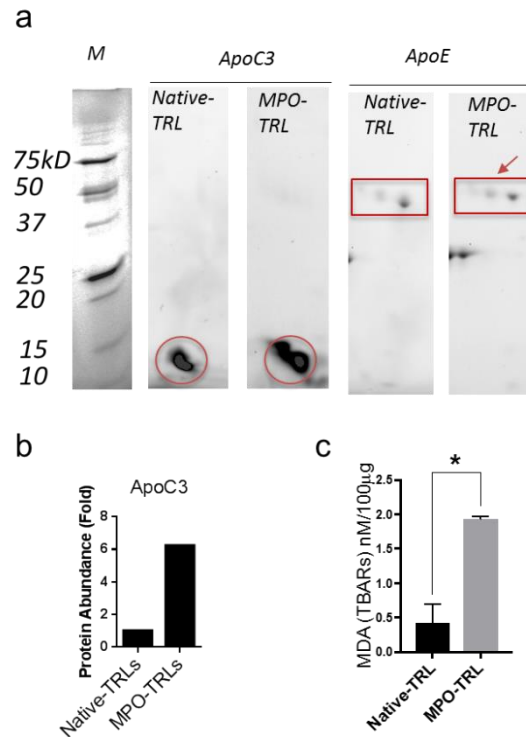 a
M ApoC3 ApoE
Native-TRL MPO-TRL Native-TRL MPO-TRL
75kD
50
37
25
20
15
10
b
ApoC3
Protein Abundance (Fold)
8
6
4
2
0
Native-TRLs MPO-TRLs
c
*
MDA (TBARs) nM/100µg
2.0
1.5
1.0
0.5
0.0
Native-TRL MPO-TRL